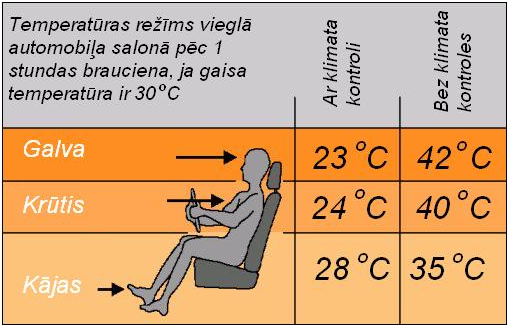 Temperatūras režīms vieglā
automobiļa salonā pēc 1
stundas brauciena, ja gaisa
temperatūra ir 30°C
Ar klimata
kontroli
Bez klimata
kontroles
Galva
23°C
42°C
Krūtis
24°C
40°C
Kājas
28°C
35°C